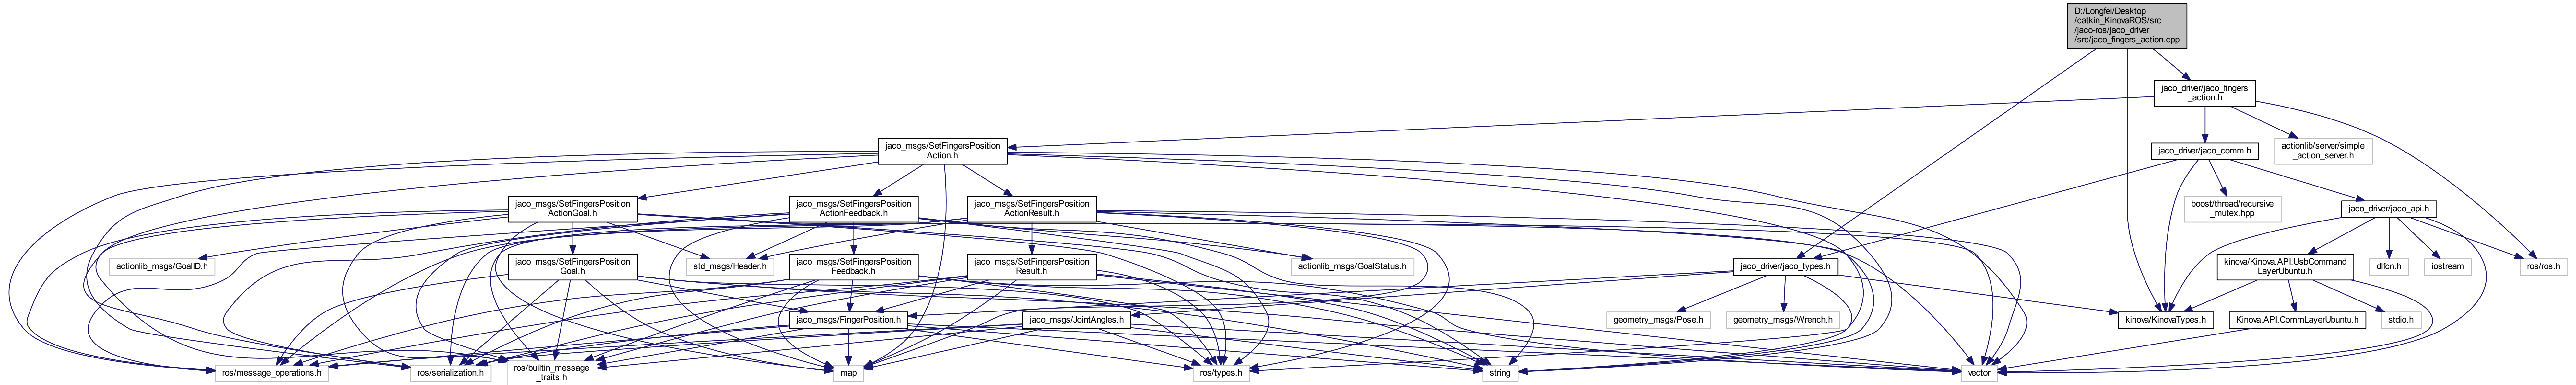 D:/Longfei/Desktop
/catkin_KinovaROS/src
/jaco-ros/jaco_driver
/src/jaco_fingers_action.cpp
jaco_driver/jaco_fingers
_action.h
jaco_msgs/SetFingersPosition
Action.h
jaco_driver/jaco_comm.h
actionlib/server/simple
_action_server.h
jaco_msgs/SetFingersPosition
ActionGoal.h
jaco_msgs/SetFingersPosition
ActionFeedback.h
jaco_msgs/SetFingersPosition
ActionResult.h
boost/thread/recursive
_mutex.hpp
jaco_driver/jaco_api.h
actionlib_msgs/GoalID.h
jaco_msgs/SetFingersPosition
Goal.h
std_msgs/Header.h
jaco_msgs/SetFingersPosition
Feedback.h
jaco_msgs/SetFingersPosition
Result.h
actionlib_msgs/GoalStatus.h
jaco_driver/jaco_types.h
kinova/Kinova.API.UsbCommand
LayerUbuntu.h
dlfcn.h
iostream
ros/ros.h
jaco_msgs/FingerPosition.h
jaco_msgs/JointAngles.h
geometry_msgs/Pose.h
geometry_msgs/Wrench.h
kinova/KinovaTypes.h
Kinova.API.CommLayerUbuntu.h
stdio.h
ros/message_operations.h
ros/serialization.h
ros/builtin_message
_traits.h
map
ros/types.h
string
vector